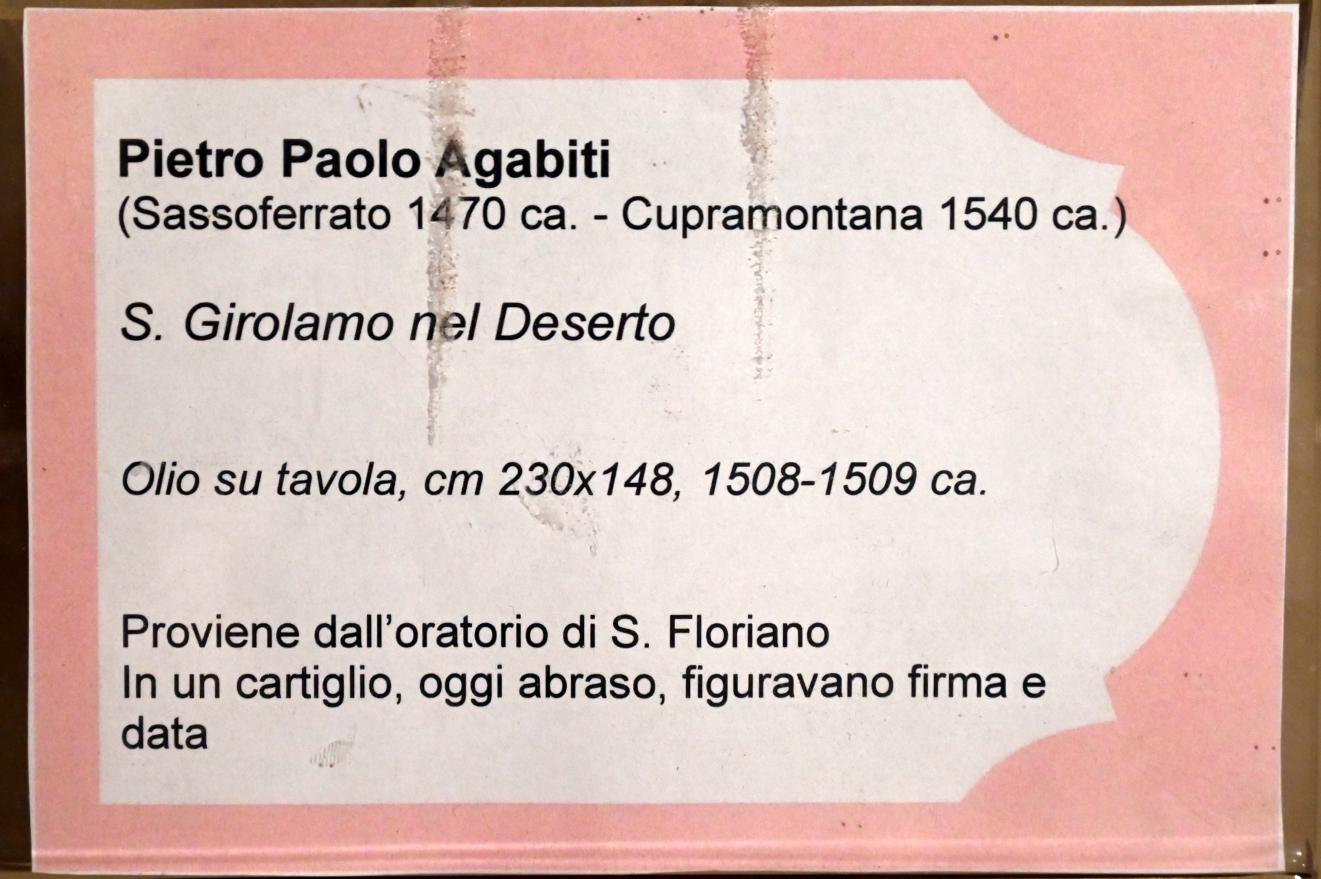 Pietro Paolo Agabiti
(Sassoferrato 1470 ca. - Cupramontana 1540 ca.)
S. Girolamo nel Deserto
Olio su tavola, cm 230x148, 1508-1509 ca.
Proviene dall’oratorio di S. Floriano
In un cartiglio, oggi abraso, figuravano firma e
data